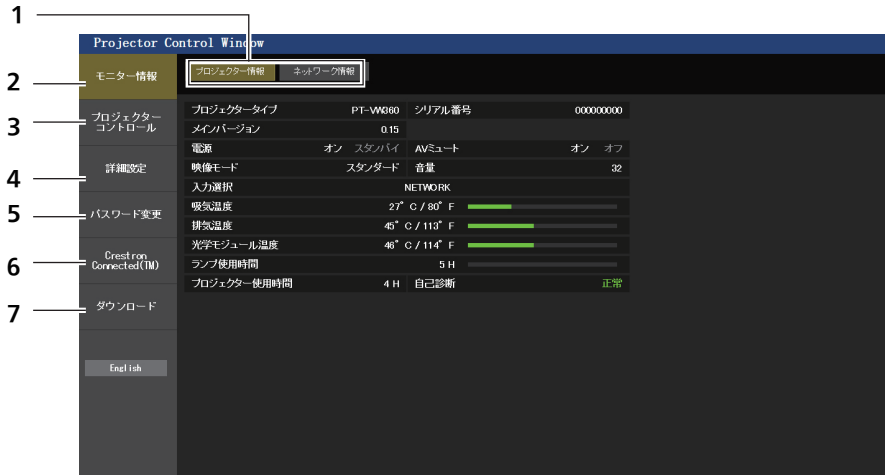 1
Projector Control Window
プロジェクター情報 ネットワーク情報
2
モニター情報
3
プロジェクター
コントロール
4
詳細設定
5
パスワード変更
6
Crestron
Connected(TM)
7
ダウンロード
English
プロジェクタータイプ PT-VW360 シリアル番号 000000000
メインバージョン 0.15
電源 オン スタンバイ AVミュート オン オフ
映像モード スタンダード 音量 32
入力選択 NETWORK
吸気温度 27° C / 80° F
排気温度 45° C / 113° F
光学モジュール温度 46° C / 114° F
ランプ使用時間 5 H
プロジェクター使用時間 4 H 自己診断 正常